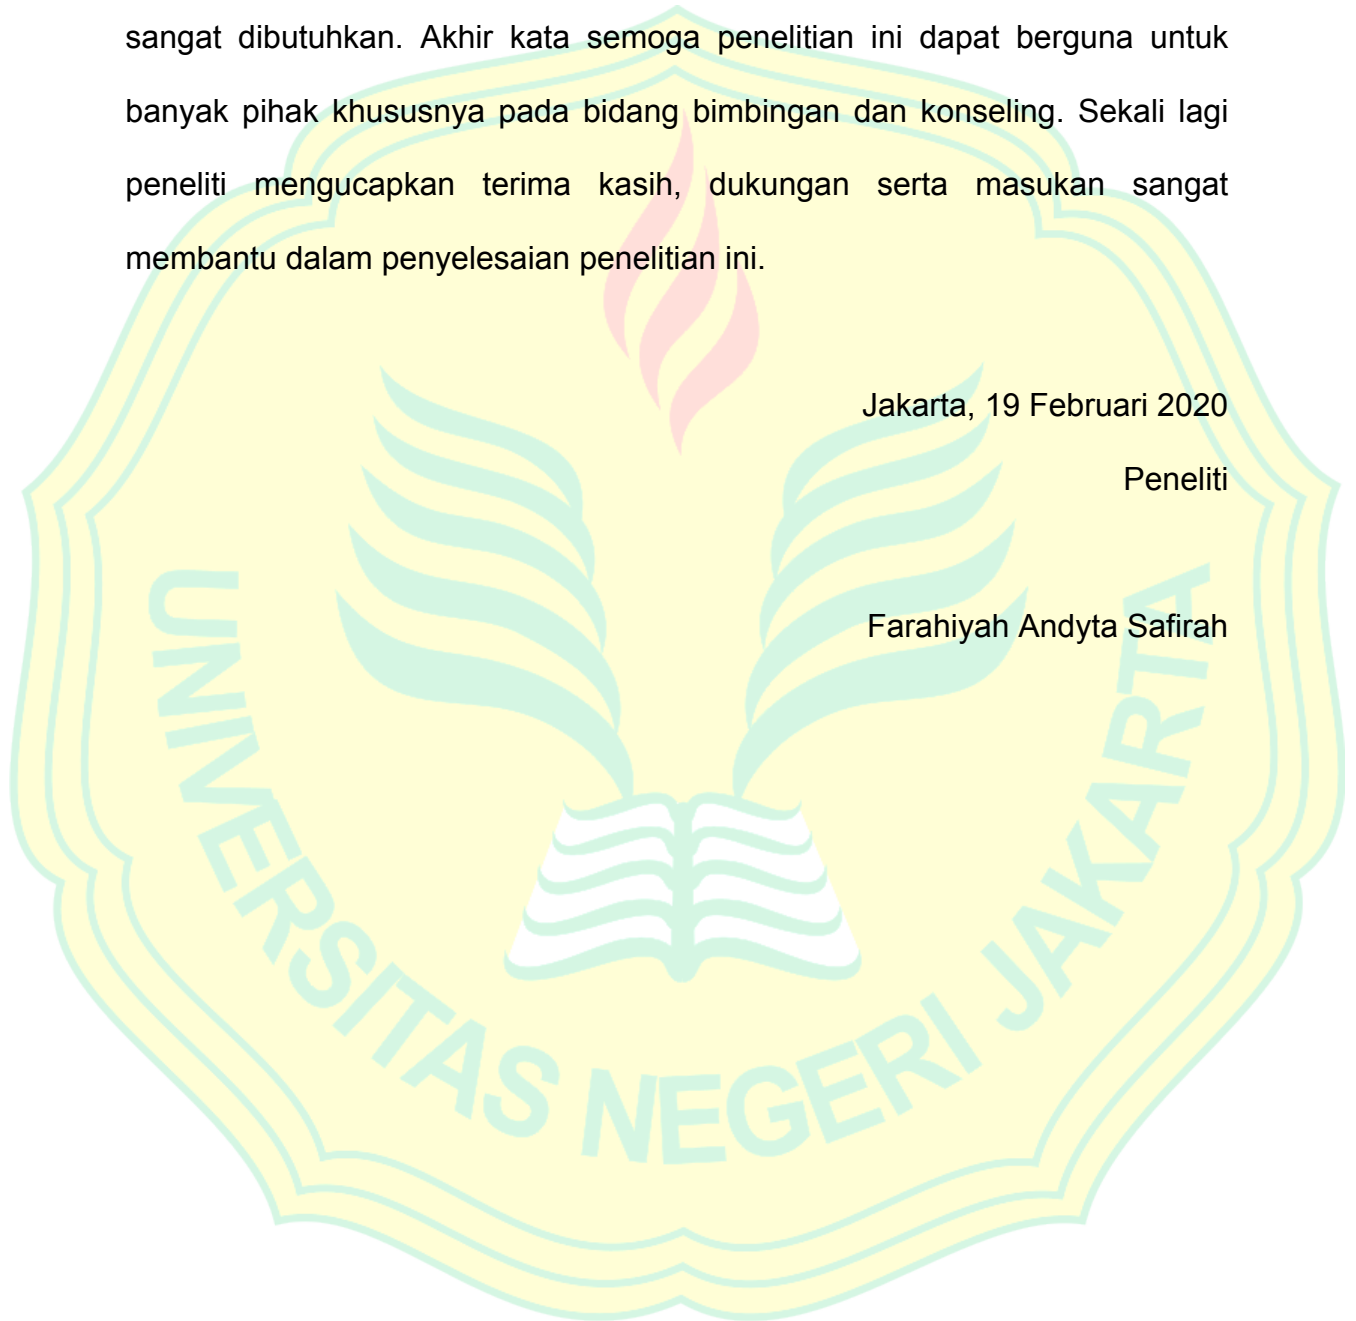 sangat dibutuhkan. Akhir kata semoga penelitian ini dapat berguna untuk
banyak pihak khususnya pada bidang bimbingan dan konseling. Sekali lagi
peneliti mengucapkan terima kasih, dukungan serta masukan sangat
membantu dalam penyelesaian penelitian ini.
Jakarta, 19 Februari 2020
Peneliti
Farahiyah Andyta Safirah
UNIVERSITAS NEGERI JAKARTA